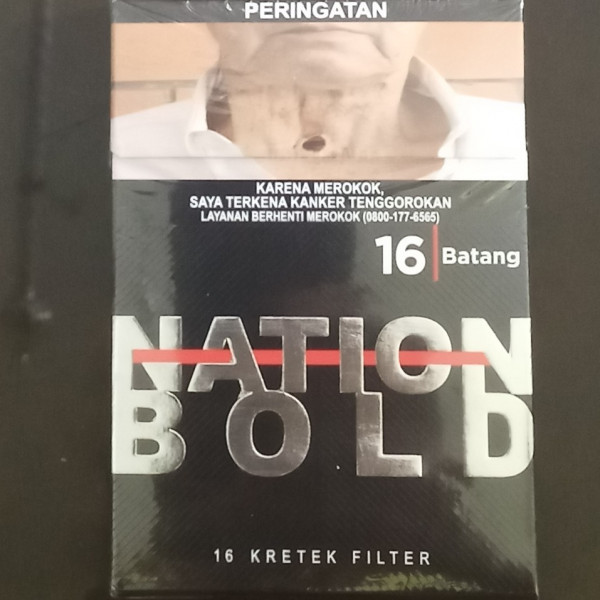 PERINGATAN
KARENA MEROKOK,
SAYA TERKENA KANKER TENGGOROKAN
LAYANAN BERHENTI MEROKOK (0800-177-6565)
16 Batang
NATION
BOLD
16 KRETEK FILTER